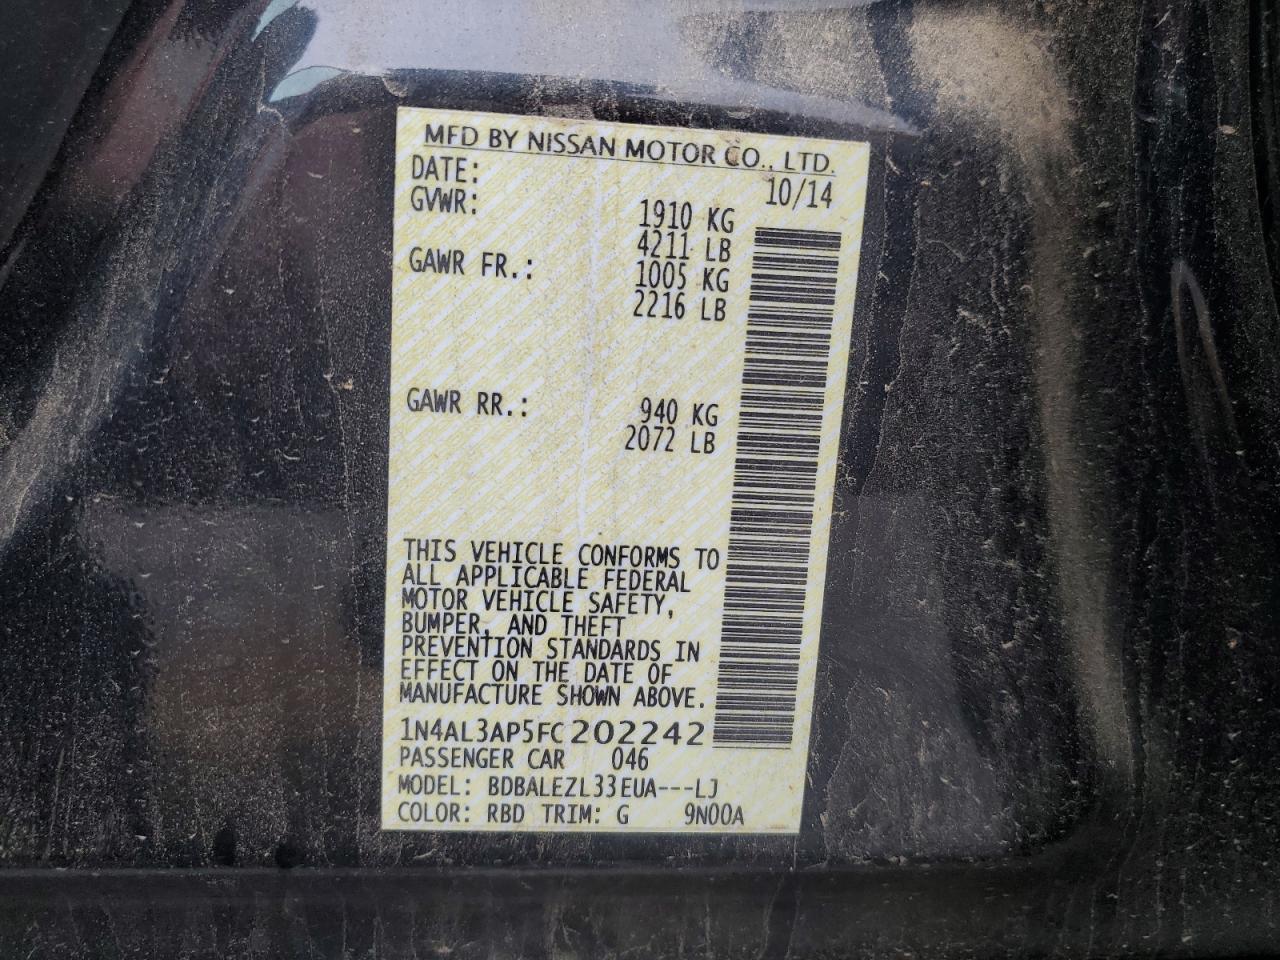 MFD BY NISSAN MOTOR CO., LTD.
DATE: 10/14
GVWR: 1910 KG
4211 LB
GAWR FR.: 1005 KG
2216 LB
GAWR RR.: 940 KG
2072 LB
THIS VEHICLE CONFORMS TO
ALL APPLICABLE FEDERAL
MOTOR VEHICLE SAFETY,
BUMPER, AND THEFT
PREVENTION STANDARDS IN
EFFECT ON THE DATE OF
MANUFACTURE SHOWN ABOVE.
1N4AL3AP5FC202242
PASSENGER CAR 046
MODEL: BDBALEZL33EUA---LJ
COLOR: RBD TRIM: G 9N00A